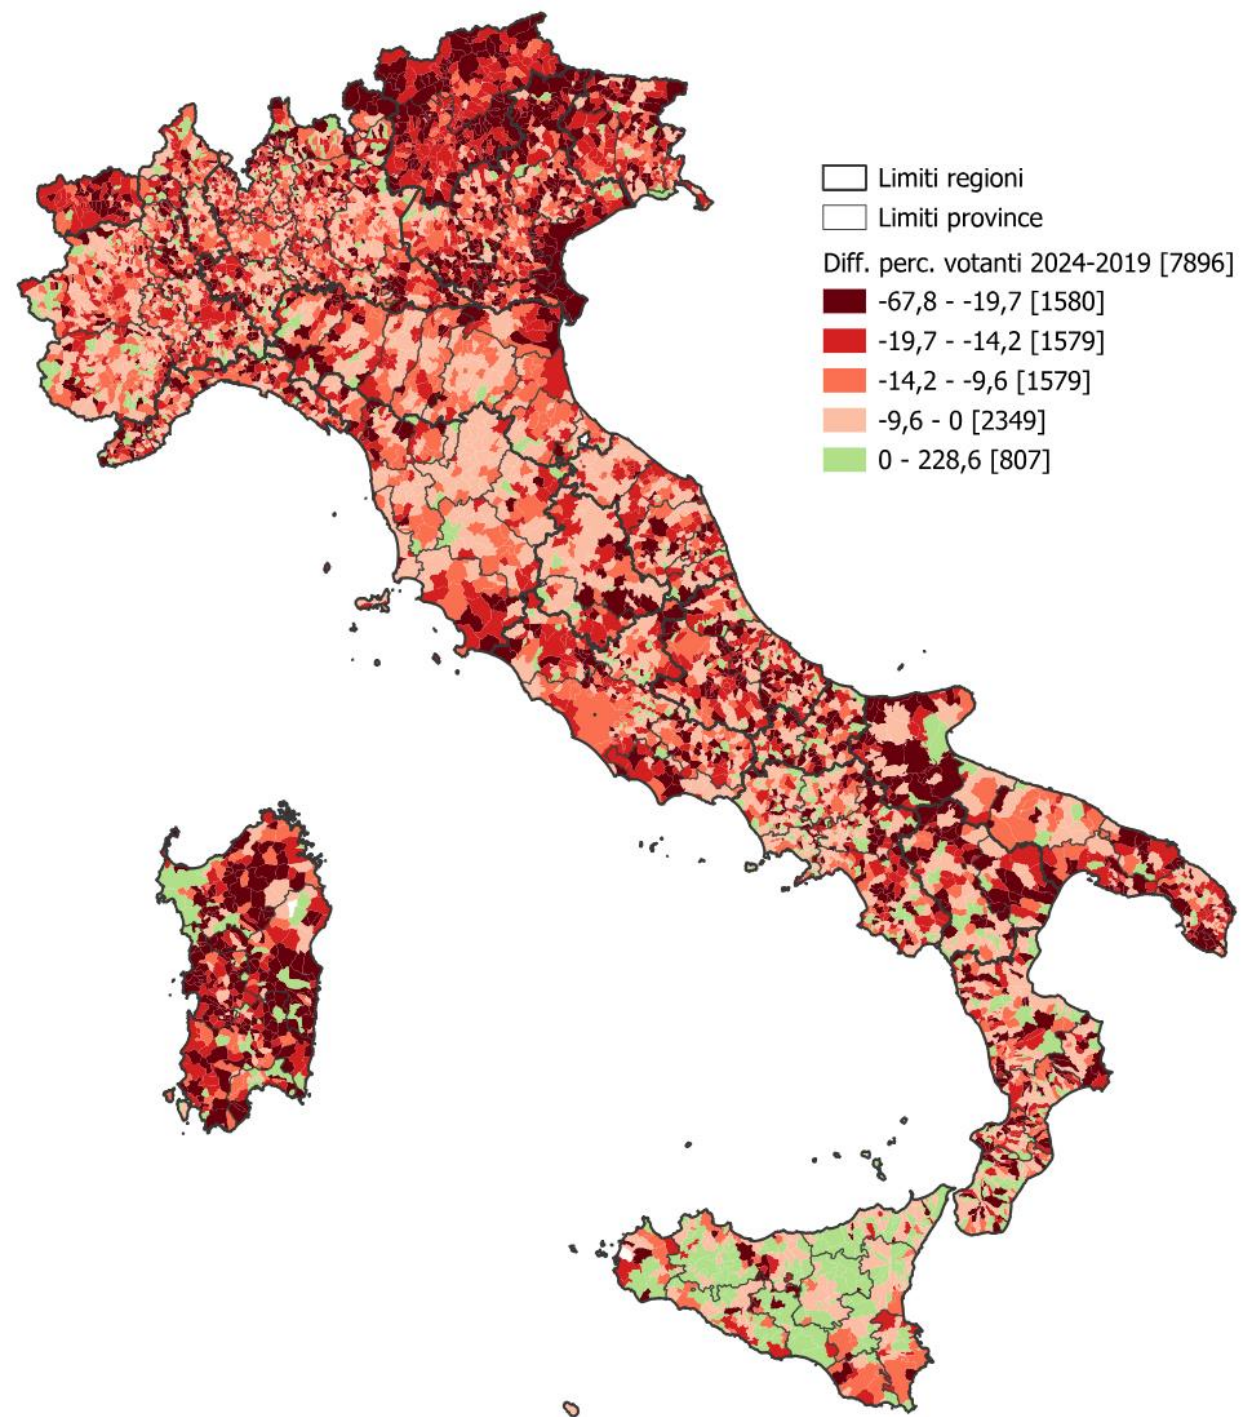 Limiti regioni
Limiti province
Diff. perc. votanti 2024-2019 [7896]
-67,8 - -19,7 [1580]
-19,7 - -14,2 [1579]
-14,2 - -9,6 [1579]
-9,6 - 0 [2349]
0 - 228,6 [807]